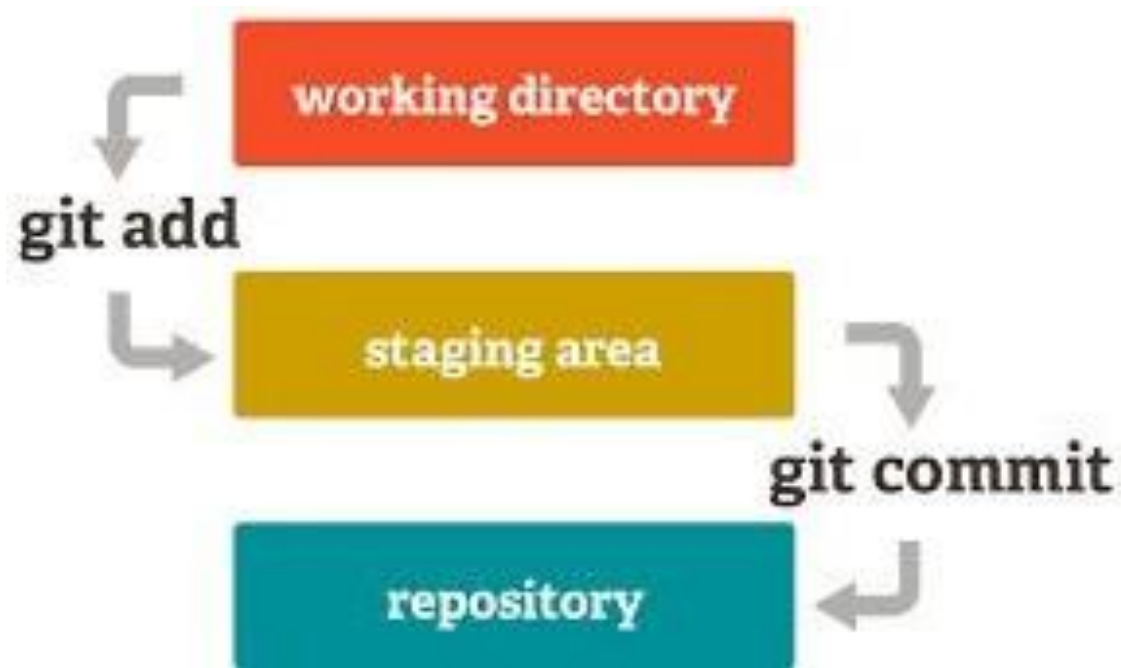 working directory
git add
staging area
git commit
repository